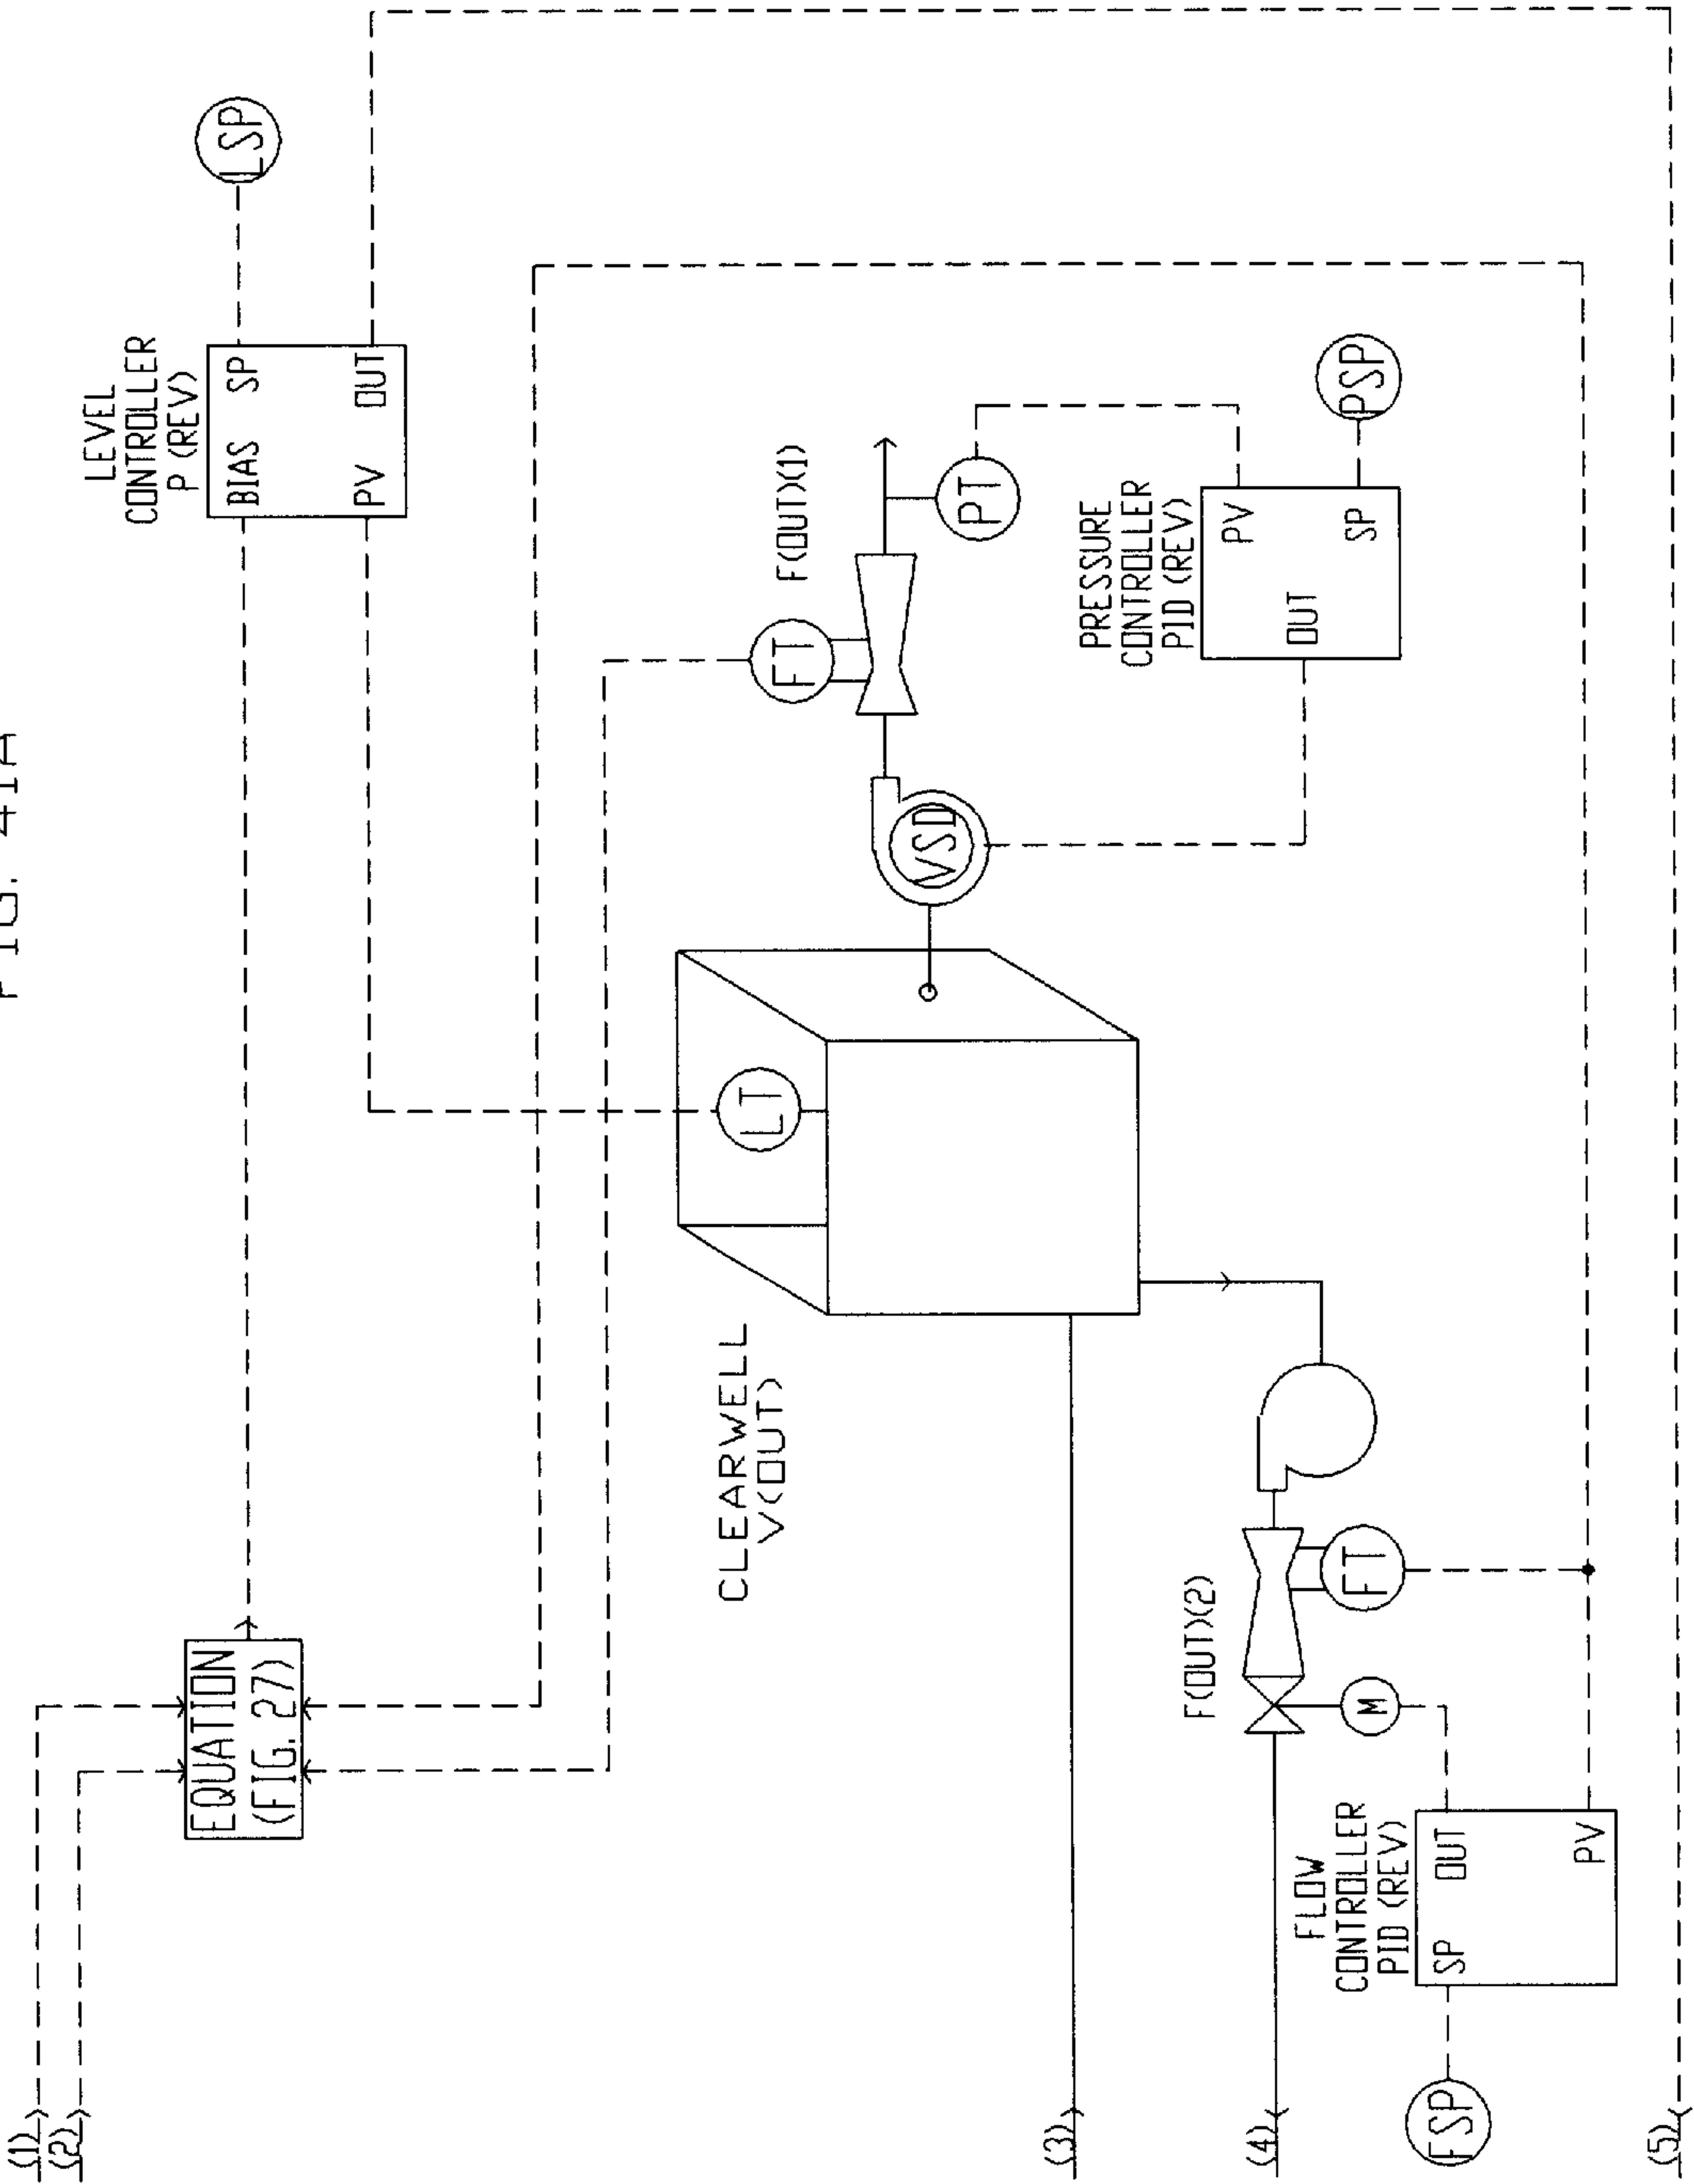 FIG. 41A
(1)
(2)
EQUATION
(FIG. 27)
LEVEL
CONTROLLER
P (REV)
BIAS SP
PV OUT
LSP
CLEARWELL
V(OUT)
LT
FT
F(OUT)(1)
VSD
PT
PRESSURE
CONTROLLER
PID (REV)
PV
OUT
SP
PSP
(3)
(4)
F(OUT)(2)
FT
M
FLOW
CONTROLLER
PID (REV)
SP OUT
PV
FSP
(5)